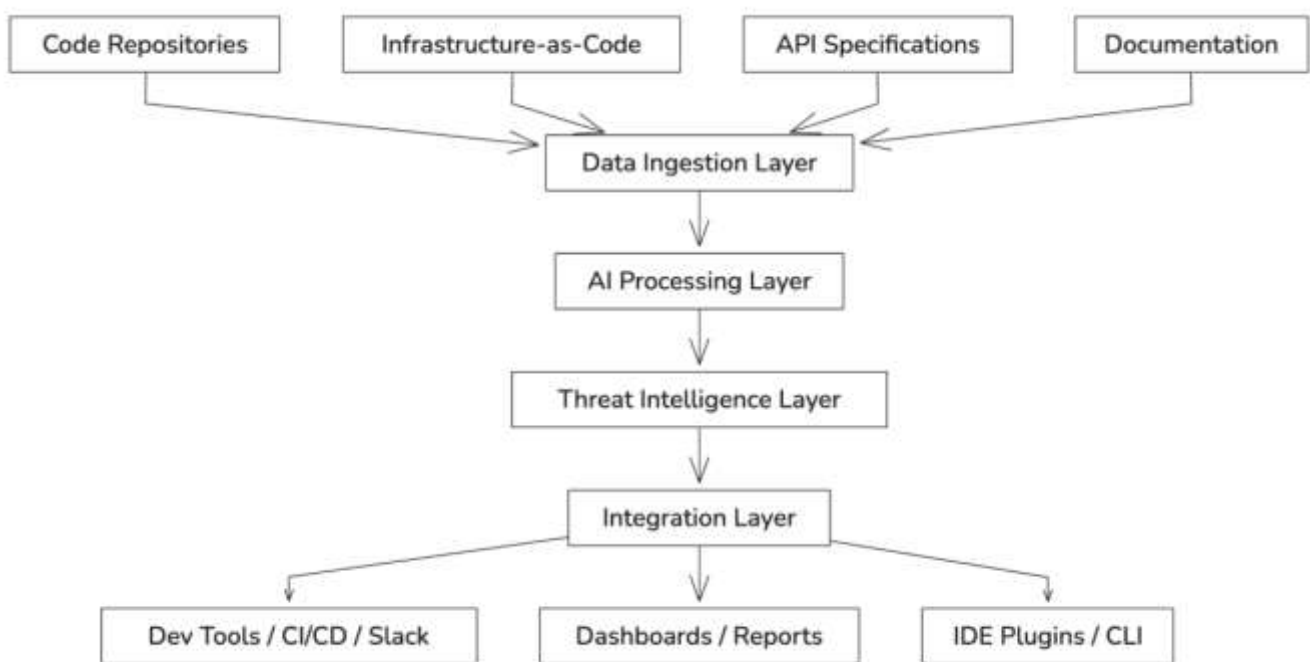 Code Repositories
Infrastructure-as-Code
API Specifications
Documentation
Data Ingestion Layer
AI Processing Layer
Threat Intelligence Layer
Integration Layer
Dev Tools / CI/CD / Slack
Dashboards / Reports
IDE Plugins / CLI